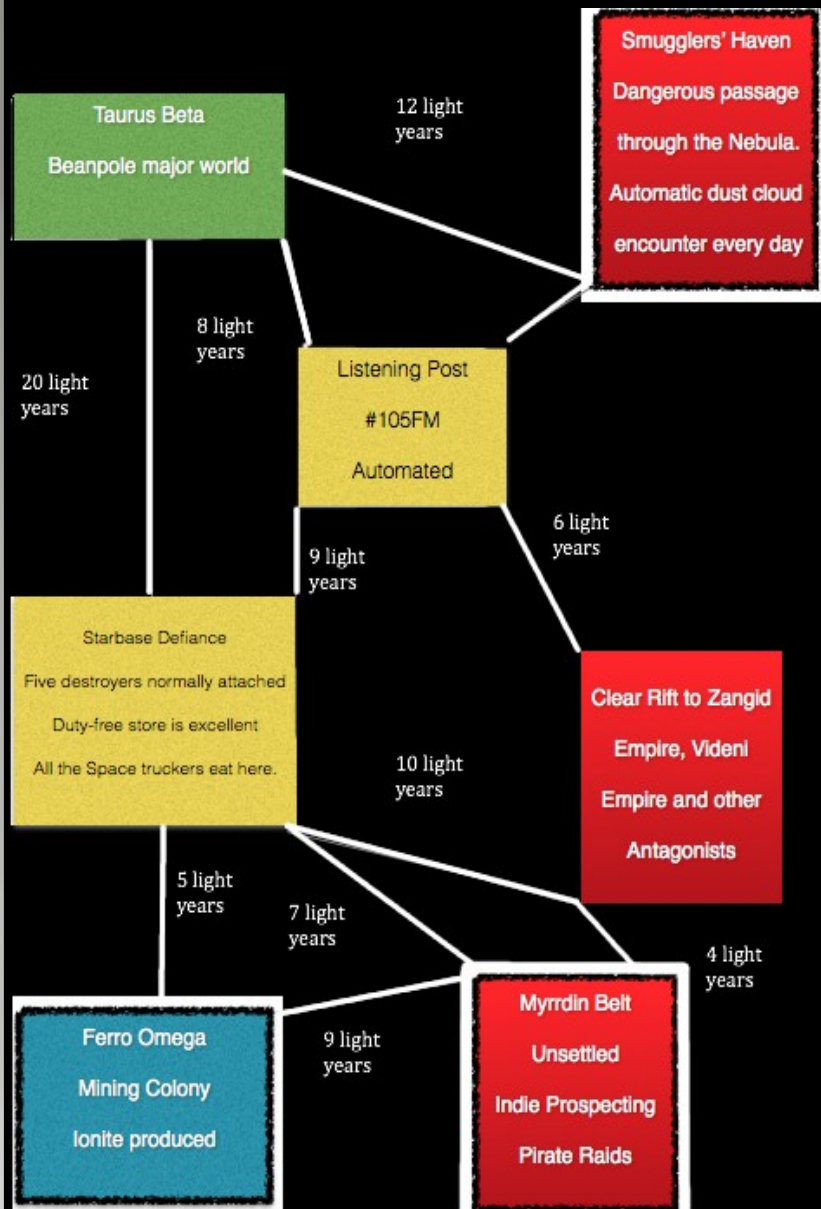 Taurus Beta
Beanpole major world
12 light
years
Smugglers' Haven
Dangerous passage
through the Nebula.
Automatic dust cloud
encounter every day
8 light
years
20 light
years
Listening Post
#105FM
Automated
9 light
years
6 light
years
Starbase Defiance
Five destroyers normally attached
Duty-free store is excellent
All the Space truckers eat here.
Clear Rift to Zangid
Empire, Videni
Empire and other
Antagonists
10 light
years
5 light
years
7 light
years
4 light
years
Ferro Omega
Mining Colony
Ionite produced
9 light
years
Myrrdin Belt
Unsettled
Indie Prospecting
Pirate Raids